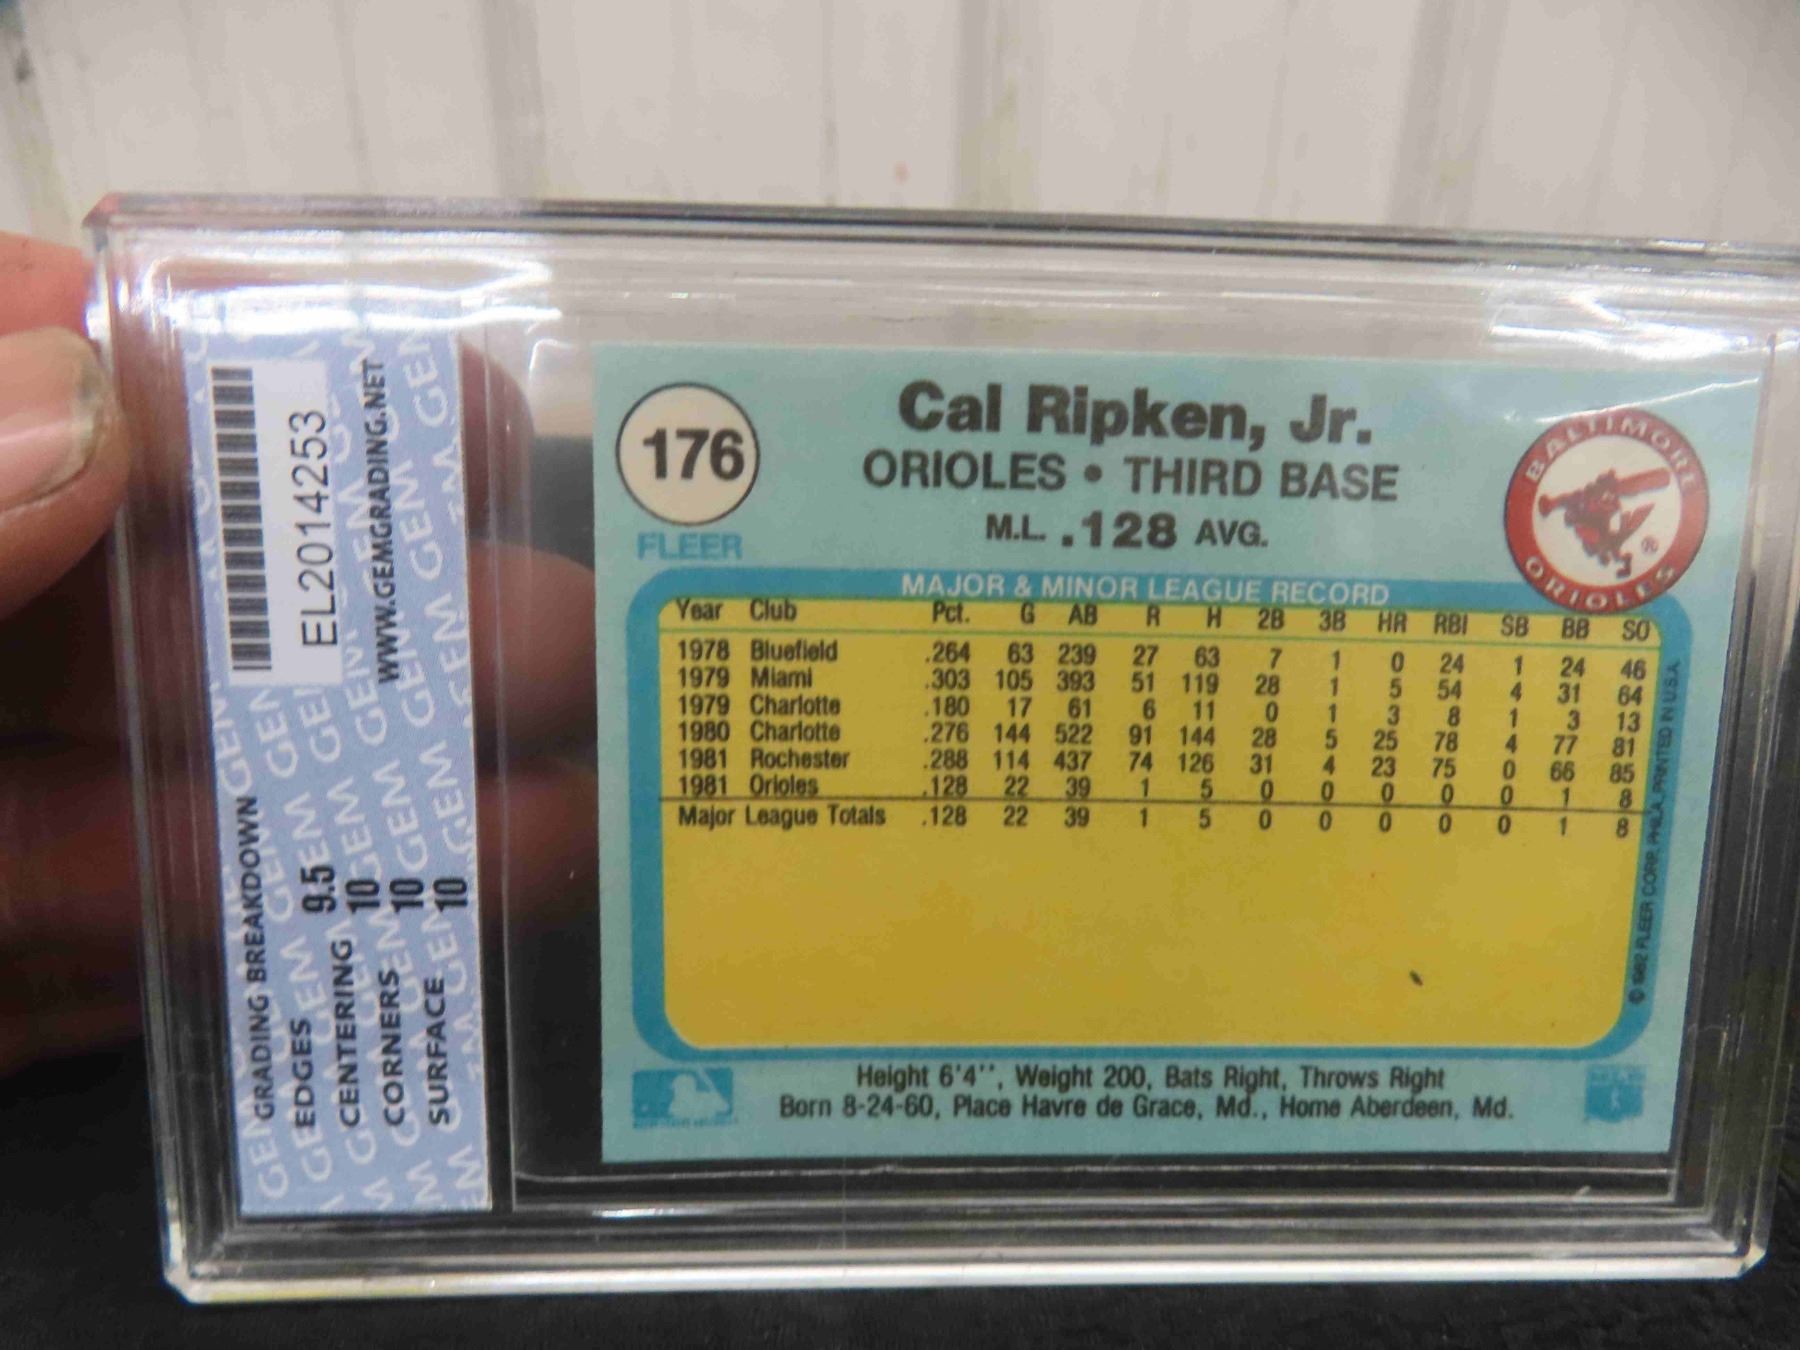 EL2014253
WWW.GEMGRADING.NET
GRADING BREAKDOWN
EDGES 9.5
CENTERING 10
CORNERS 10
SURFACE 10
176
FLEER
Cal Ripken, Jr.
ORIOLES • THIRD BASE
M.L. .128 AVG.
BALTIMORE
ORIOLES
®
MAJOR & MINOR LEAGUE RECORD
Year Club Pct. G AB R H 2B 3B HR RBI SB BB SO
1978 Bluefield .264 63 239 27 63 7 1 0 24 1 24 46
1979 Miami .303 105 393 51 119 28 1 5 54 4 31 64
1979 Charlotte .180 17 61 6 11 0 1 3 8 1 3 13
1980 Charlotte .276 144 522 91 144 28 5 25 78 4 77 81
1981 Rochester .288 114 437 74 126 31 4 23 75 0 66 85
1981 Orioles .128 22 39 1 5 0 0 0 0 0 1 8
Major League Totals .128 22 39 1 5 0 0 0 0 0 1 8
© 1982 FLEER CORP. PHILA. PRINTED IN U.S.A.
Height 6'4'', Weight 200, Bats Right, Throws Right
Born 8-24-60, Place Havre de Grace, Md., Home Aberdeen, Md.